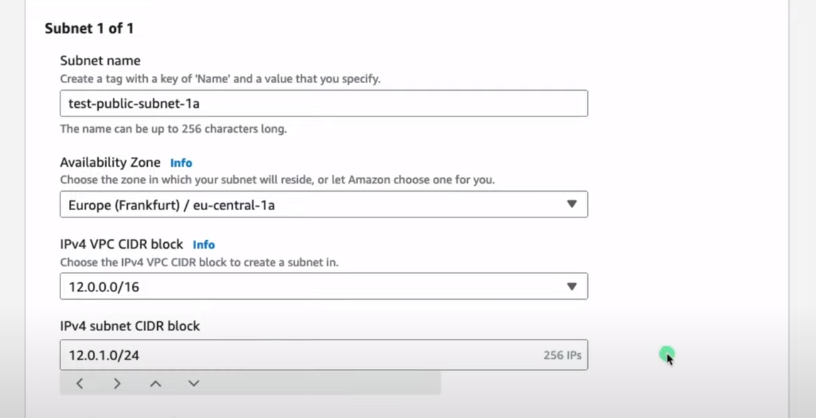 Subnet 1 of 1
Subnet name
Create a tag with a key of 'Name' and a value that you specify.
test-public-subnet-1a
The name can be up to 256 characters long.
Availability Zone Info
Choose the zone in which your subnet will reside, or let Amazon choose one for you.
Europe (Frankfurt) / eu-central-1a
IPv4 VPC CIDR block Info
Choose the IPv4 VPC CIDR block to create a subnet in.
12.0.0.0/16
IPv4 subnet CIDR block
12.0.1.0/24 256 IPs